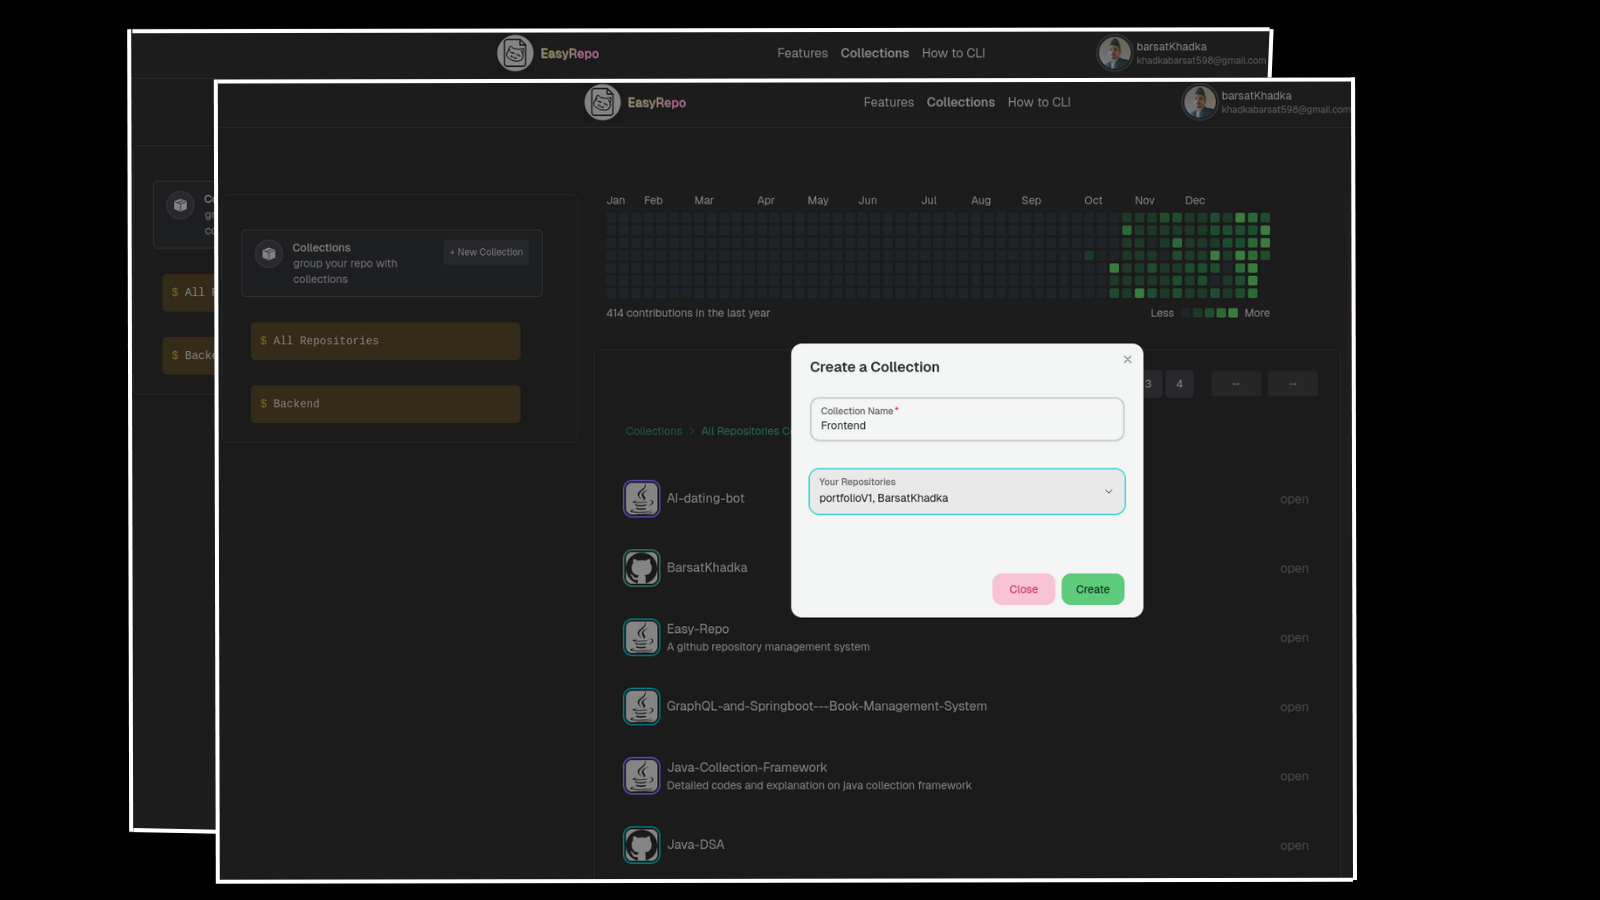 EasyRepo
Features Collections How to CLI
barsatKhadka
khadkabarsat598@gmail.com
$ All
$ Backe
EasyRepo
Features Collections How to CLI
barsatKhadka
khadkabarsat598@gmail.com
Collections
group your repo with
collections
+ New Collection
$ All Repositories
$ Backend
Jan Feb Mar Apr May Jun Jul Aug Sep Oct Nov Dec
414 contributions in the last year
Less More
3 4 ← →
Collections > All Repositories
Create a Collection
Collection Name*
Frontend
Your Repositories
portfolioV1, BarsatKhadka
Close Create
AI-dating-bot
open
BarsatKhadka
open
Easy-Repo
A github repository management system
open
GraphQL-and-Springboot---Book-Management-System
open
Java-Collection-Framework
Detailed codes and explanation on java collection framework
open
Java-DSA
open